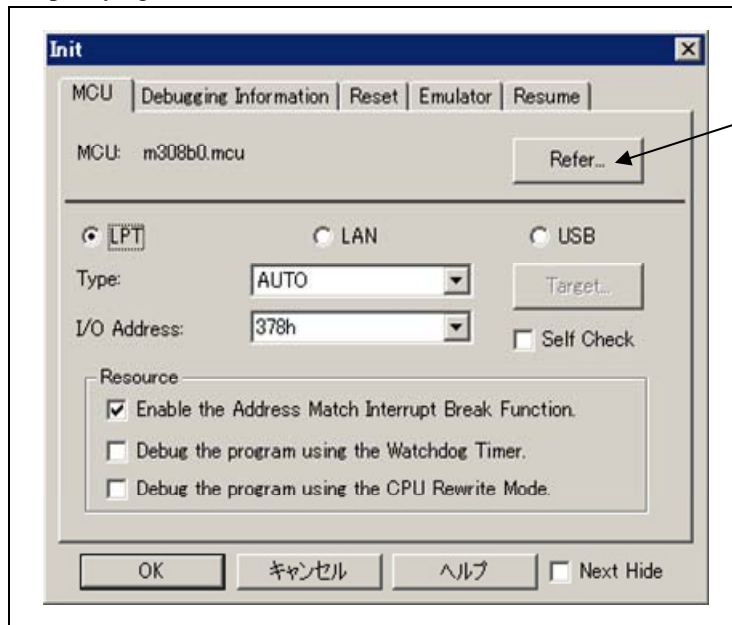 Init
MCU Debugging Information Reset Emulator Resume
MCU: m308b0.mcu Refer...
LPT LAN USB
Type: AUTO Target...
I/O Address: 378h Self Check
Resource
Enable the Address Match Interrupt Break Function.
Debug the program using the Watchdog Timer.
Debug the program using the CPU Rewrite Mode.
OK キャンセル ヘルプ Next Hide